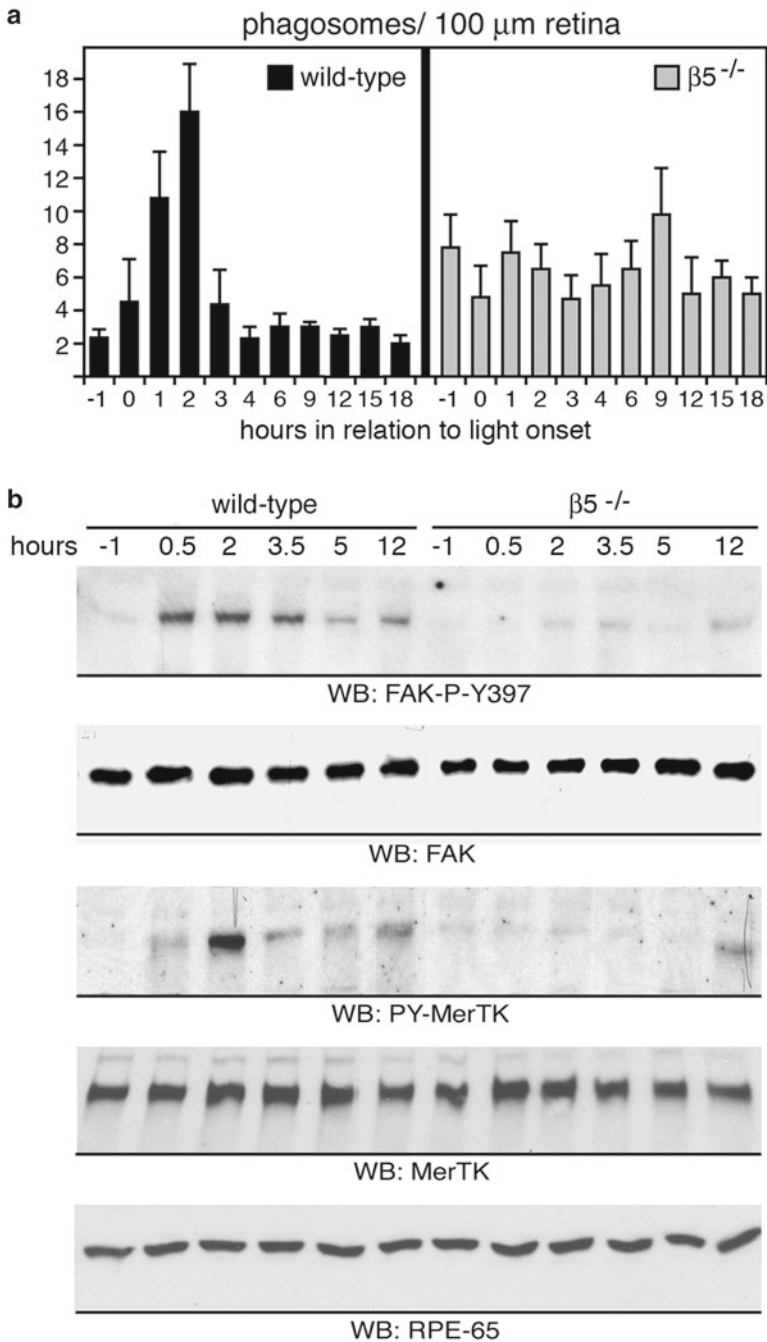 a
phagosomes/ 100 μm retina
wild-type
β5 -/-
18
16
14
12
10
8
6
4
2
-1 0 1 2 3 4 6 9 12 15 18 -1 0 1 2 3 4 6 9 12 15 18
hours in relation to light onset
b
wild-type β5 -/-
hours -1 0.5 2 3.5 5 12 -1 0.5 2 3.5 5 12
WB: FAK-P-Y397
WB: FAK
WB: PY-MerTK
WB: MerTK
WB: RPE-65